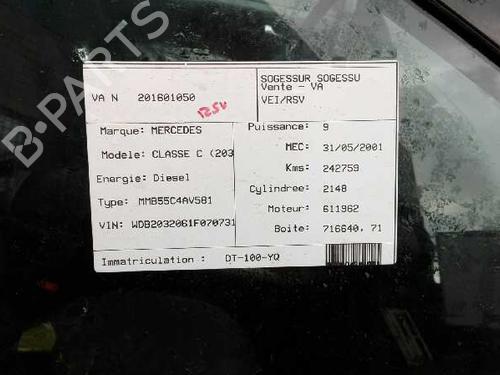 B-PARTS
VA N 201601050
125V
SOGESSUR SOGESSU
Vente - VA
VEI/RSV
Marque: MERCEDES
Puissance: 9
Modele: CLASSE C (203
MEC: 31/05/2001
Energie: Diesel
Kms: 242759
Type: MMB55C4AV581
Cylindree: 2148
VIN: WDB2032061F070731
Moteur: 611962
Boite: 716640, 71
Immatriculation : DT-100-YQ